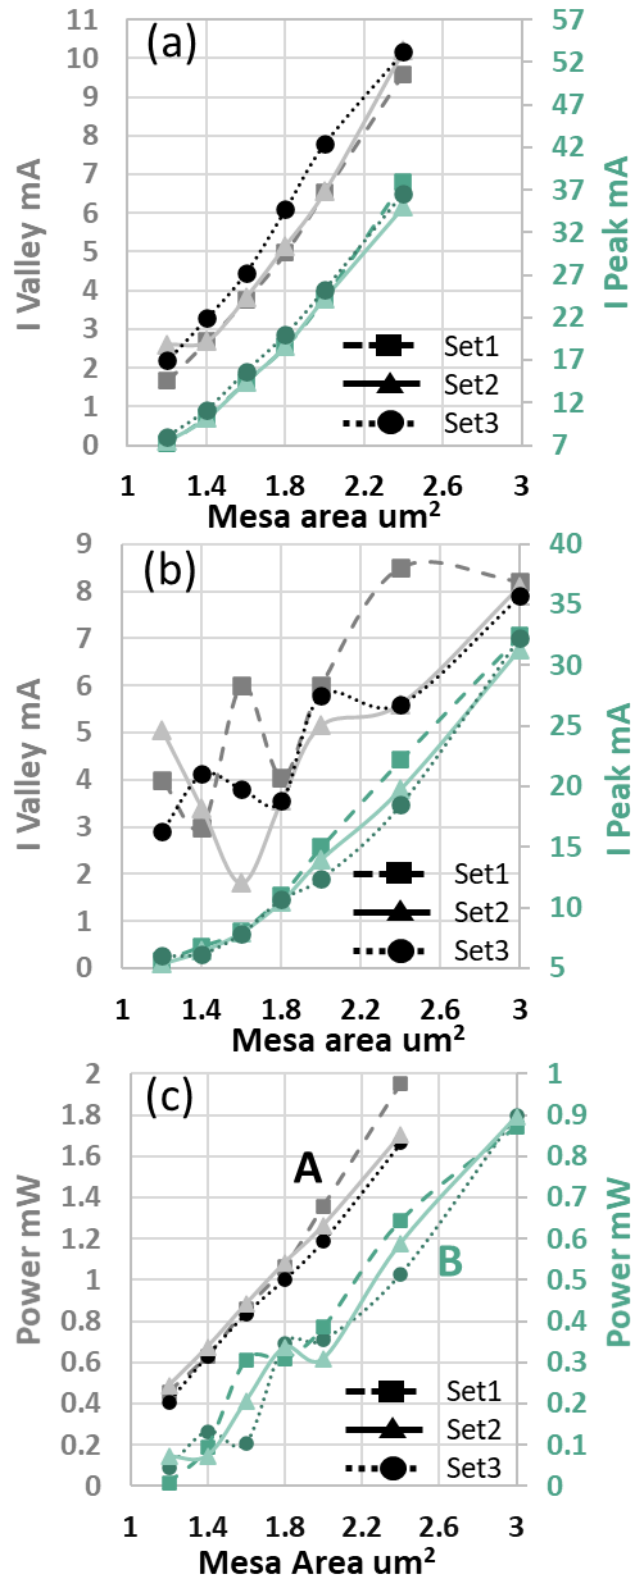 (a)
11
10
9
8
7
6
5
4
3
2
1
0
I Valley mA
57
52
47
42
37
32
27
22
17
12
7
I Peak mA
Set1
Set2
Set3
1 1.4 1.8 2.2 2.6 3
Mesa area um²
(b)
9
8
7
6
5
4
3
2
1
0
I Valley mA
40
35
30
25
20
15
10
5
I Peak mA
Set1
Set2
Set3
1 1.4 1.8 2.2 2.6 3
Mesa area um²
(c)
2
1.8
1.6
1.4
1.2
1
0.8
0.6
0.4
0.2
0
Power mW
1
0.9
0.8
0.7
0.6
0.5
0.4
0.3
0.2
0.1
0
Power mW
A
B
Set1
Set2
Set3
1 1.4 1.8 2.2 2.6 3
Mesa Area um²